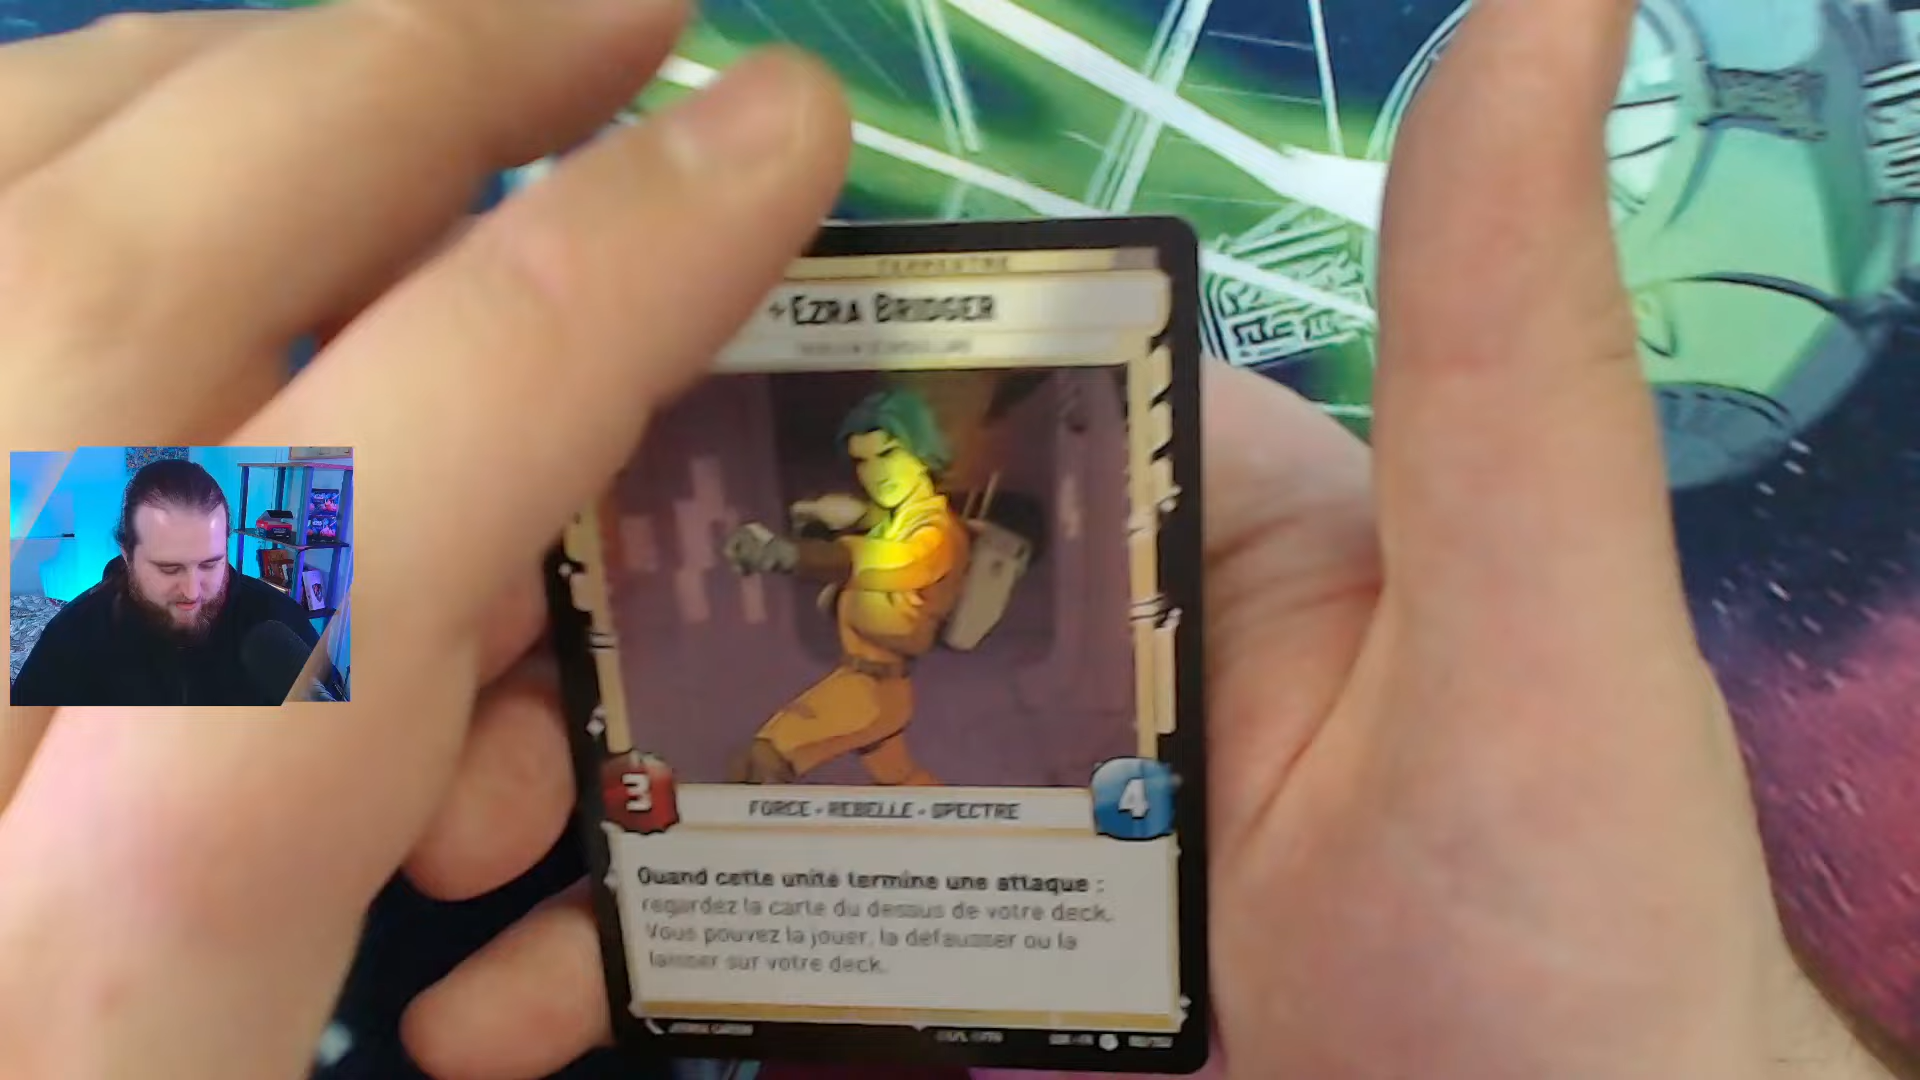 TERRESTRE
✦EZRA BRIDGER
3
FORCE • REBELLE • SPECTRE
4
Quand cette unité termine une attaque :
regardez la carte du dessus de votre deck.
Vous pouvez la jouer, la défausser ou la
laisser sur votre deck.